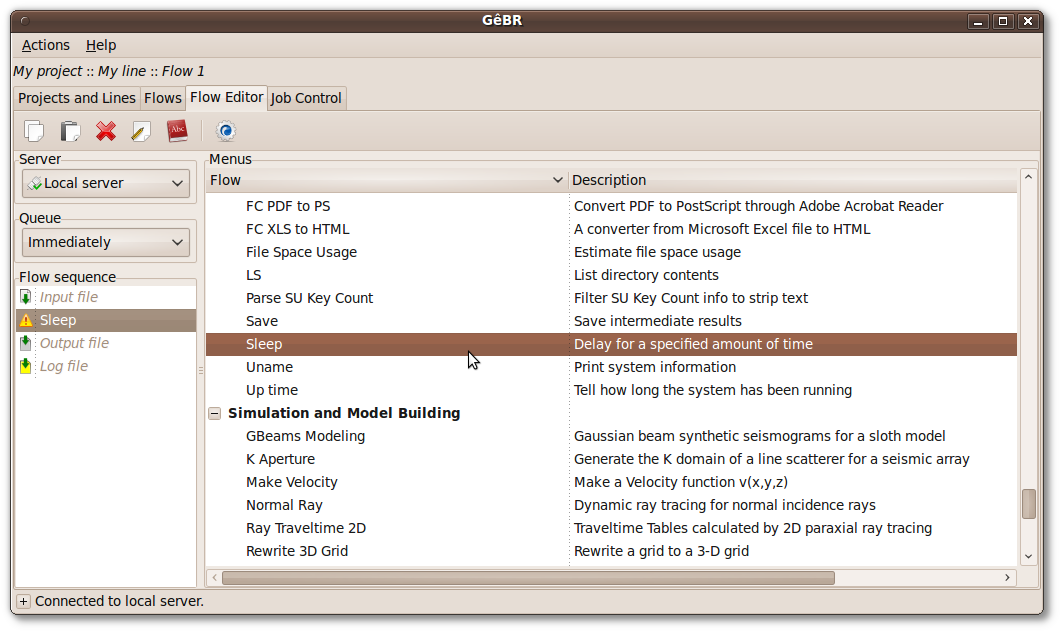 GêBR
Actions Help
My project :: My line :: Flow 1
Projects and Lines Flows Flow Editor Job Control
Abc
Server
Local server
Queue
Immediately
Flow sequence
Input file
Sleep
Output file
Log file
Menus
Flow Description
FC PDF to PS Convert PDF to PostScript through Adobe Acrobat Reader
FC XLS to HTML A converter from Microsoft Excel file to HTML
File Space Usage Estimate file space usage
LS List directory contents
Parse SU Key Count Filter SU Key Count info to strip text
Save Save intermediate results
Sleep Delay for a specified amount of time
Uname Print system information
Up time Tell how long the system has been running
Simulation and Model Building
GBeams Modeling Gaussian beam synthetic seismograms for a sloth model
K Aperture Generate the K domain of a line scatterer for a seismic array
Make Velocity Make a Velocity function v(x,y,z)
Normal Ray Dynamic ray tracing for normal incidence rays
Ray Traveltime 2D Traveltime Tables calculated by 2D paraxial ray tracing
Rewrite 3D Grid Rewrite a grid to a 3-D grid
Connected to local server.